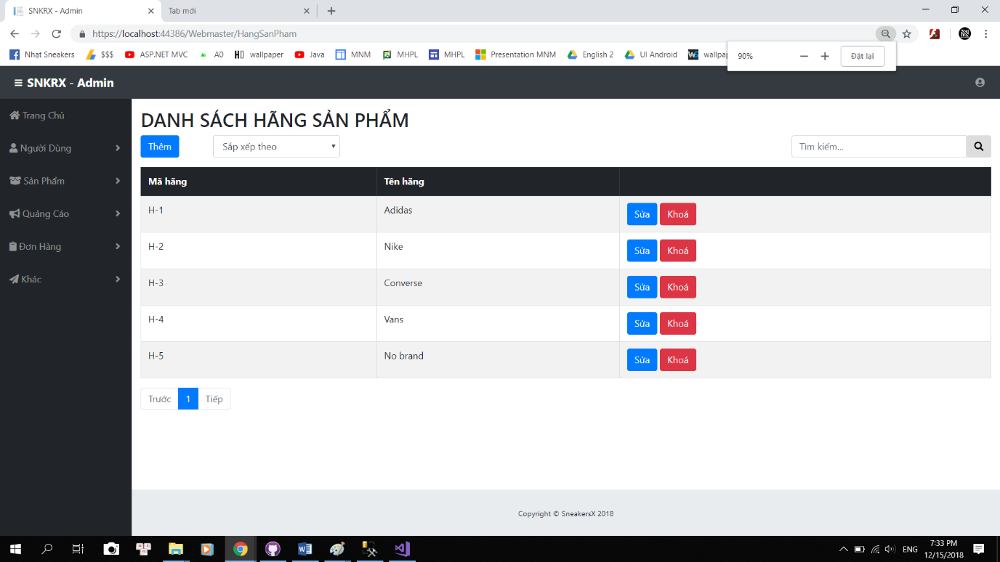 SNKRX - Admin
Tab mới
https://localhost:44386/Webmaster/HangSanPham
Nhat Sneakers
$$$
ASP.NET MVC
A0
wallpaper
Java
MNM
MHPL
MHPL
Presentation MNM
English 2
UI Android
wallpap
90%
Đặt lại
SNKRX - Admin
Trang Chủ
Người Dùng
Sản Phẩm
Quảng Cáo
Đơn Hàng
Khác
DANH SÁCH HÃNG SẢN PHẨM
Thêm
Sắp xếp theo
Tìm kiếm...
Mã hãng Tên hãng
H-1 Adidas Sửa Khoá
H-2 Nike Sửa Khoá
H-3 Converse Sửa Khoá
H-4 Vans Sửa Khoá
H-5 No brand Sửa Khoá
Trước 1 Tiếp
Copyright © SneakersX 2018
ENG
7:33 PM
12/15/2018